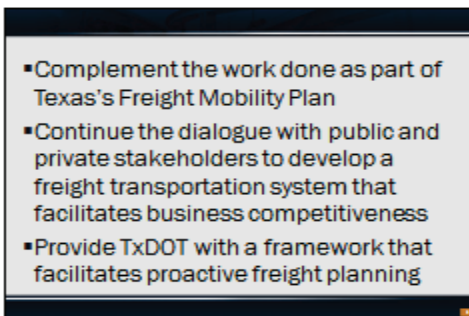 ▪Complement the work done as part of
Texas's Freight Mobility Plan
▪Continue the dialogue with public and
private stakeholders to develop a
freight transportation system that
facilitates business competitiveness
▪Provide TxDOT with a framework that
facilitates proactive freight planning